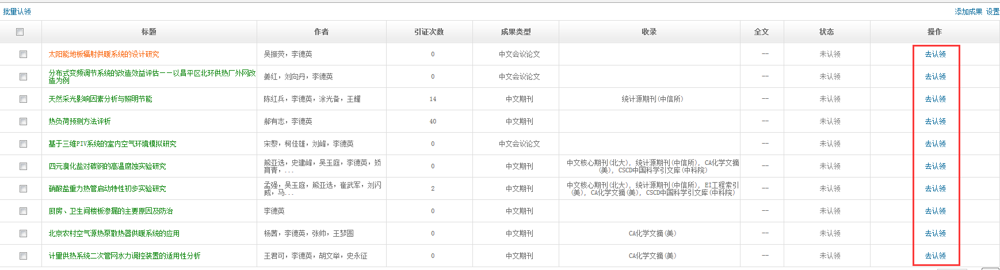 批量认领 添加成果 设置
标题 作者 引证次数 成果类型 收录 全文 状态 操作
太阳能地板辐射供暖系统的设计研究 吴振荧，李德英 0 中文会议论文 -- 未认领 去认领
分布式变频调节系统的改造效益评估——以昌平区北环供热厂外网改
造为例 姜红，刘向丹，李德英 0 中文会议论文 -- 未认领 去认领
天然采光影响因素分析与照明节能 陈红兵，李德英，涂光备，王耀 14 中文期刊 统计源期刊(中信所) -- 未认领 去认领
热负荷预测方法评析 郝有志，李德英 40 中文期刊 -- 未认领 去认领
基于三维PIV系统的室内空气环境模拟研究 宋黎，柯佳雄，刘峰，李德英 0 中文会议论文 -- 未认领 去认领
四元溴化盐对碳钢的高温腐蚀实验研究 熊亚选，史建峰，吴玉庭，李德英，矫
育青，... 0 中文期刊 中文核心期刊(北大), 统计源期刊(中信所), CA化学文摘
(美), CSCD中国科学引文库(中科院) -- 未认领 去认领
硝酸盐重力热管启动特性初步实验研究 孟强，吴玉庭，熊亚选，崔武军，刘闪
威，马... 2 中文期刊 中文核心期刊(北大), 统计源期刊(中信所), EI工程索引
(美), CA化学文摘(美), CSCD中国科学引文库(中科院) -- 未认领 去认领
厨房、卫生间楼板渗漏的主要原因及防治 李德英 0 中文期刊 -- 未认领 去认领
北京农村空气源热泵散热器供暖系统的应用 杨茜，李德英，张帅，王梦圆 0 中文期刊 CA化学文摘(美) -- 未认领 去认领
计量供热系统二次管网水力调控装置的适用性分析 王君可，李德英，胡文举，史永征 0 中文期刊 CA化学文摘(美) -- 未认领 去认领